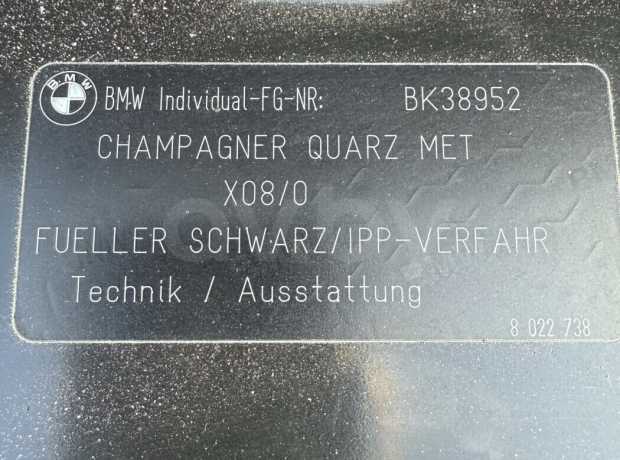 BMW
BMW Individual-FG-NR: BK38952
CHAMPAGNER QUARZ MET
X08/0
FUELLER SCHWARZ/IPP-VERFAHR
Technik / Ausstattung
8 022 738